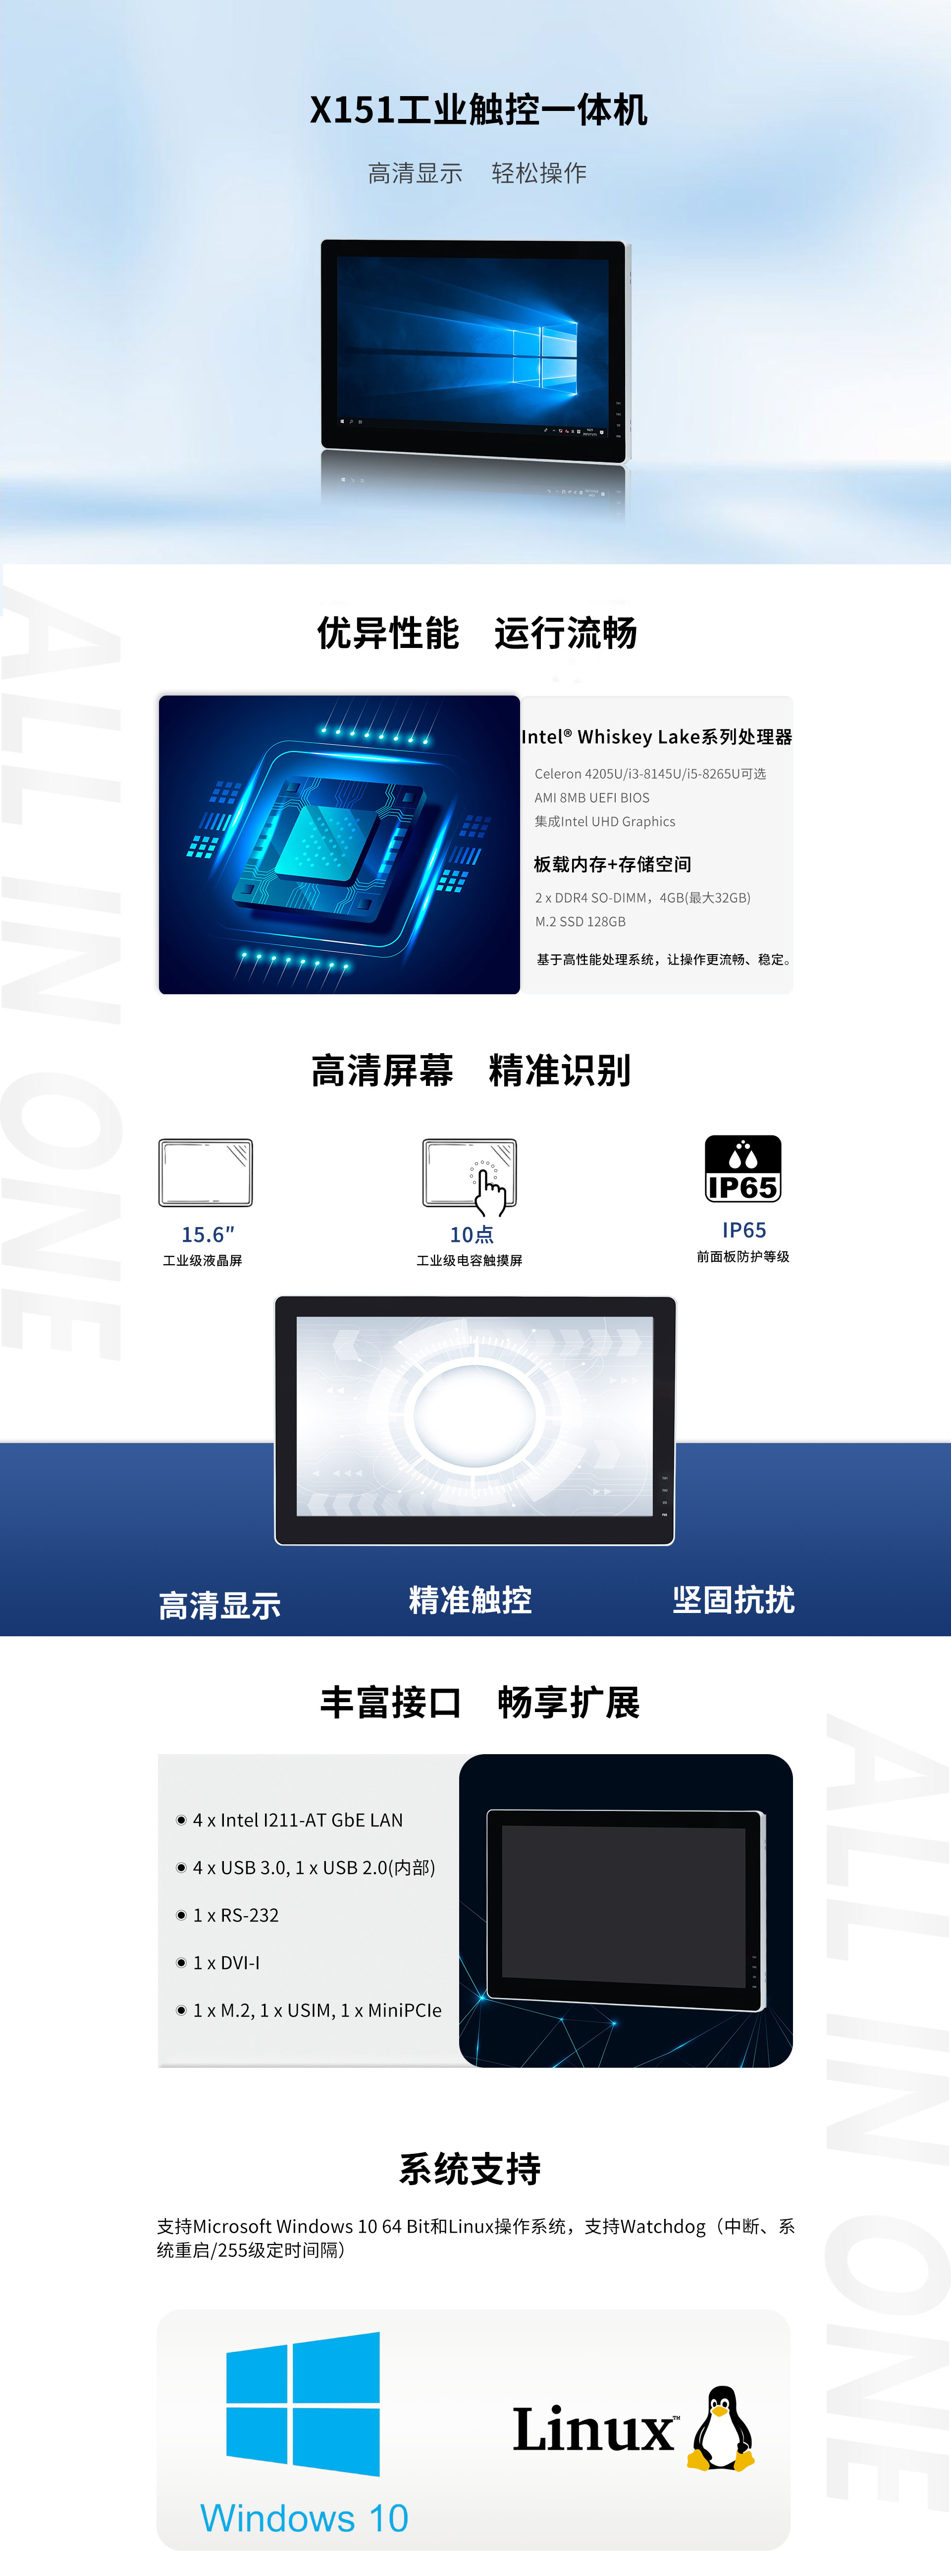 X151工业触控一体机
高清显示 轻松操作
优异性能 运行流畅
Intel® Whiskey Lake系列处理器
Celeron 4205U/i3-8145U/i5-8265U可选
AMI 8MB UEFI BIOS
集成Intel UHD Graphics
板载内存+存储空间
2 x DDR4 SO-DIMM，4GB(最大32GB)
M.2 SSD 128GB
基于高性能处理系统，让操作更流畅、稳定。
ALL IN ONE
高清屏幕 精准识别
IP65
15.6″
工业级液晶屏
10点
工业级电容触摸屏
IP65
前面板防护等级
高清显示
精准触控
坚固抗扰
丰富接口 畅享扩展
4 x Intel I211-AT GbE LAN
4 x USB 3.0, 1 x USB 2.0(内部)
1 x RS-232
1 x DVI-I
1 x M.2, 1 x USIM, 1 x MiniPCIe
ALL IN ONE
系统支持
支持Microsoft Windows 10 64 Bit和Linux操作系统，支持Watchdog（中断、系
统重启/255级定时间隔）
Windows 10
Linux™